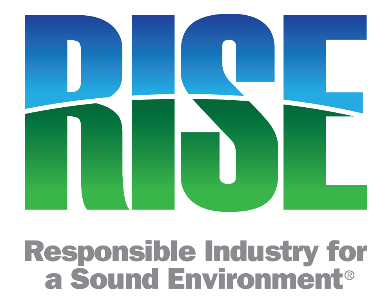 RISE
Responsible Industry for
a Sound Environment®